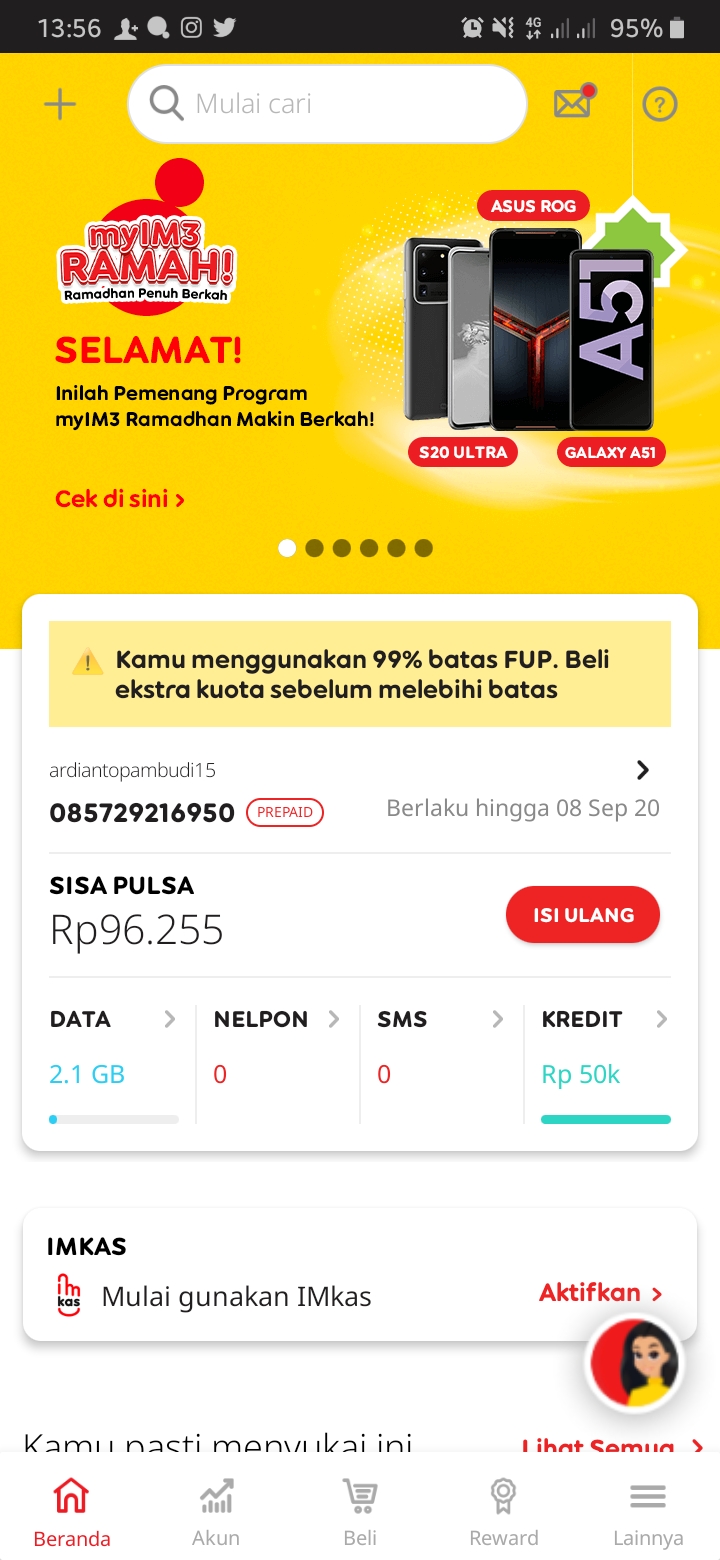 13:56
4G
95%
Mulai cari
?
myIM3
RAMAH!
Ramadhan Penuh Berkah
ASUS ROG
A51
SELAMAT!
Inilah Pemenang Program
myIM3 Ramadhan Makin Berkah!
S20 ULTRA
GALAXY A51
Cek di sini >
Kamu menggunakan 99% batas FUP. Beli
ekstra kuota sebelum melebihi batas
ardiantopambudi15
085729216950 PREPAID Berlaku hingga 08 Sep 20
SISA PULSA
Rp96.255
ISI ULANG
DATA NELPON SMS KREDIT
2.1 GB 0 0 Rp 50k
IMKAS
im
kas
Mulai gunakan IMkas
Aktifkan >
Kamu pasti menyukai ini
Lihat Semua >
Beranda Akun Beli Reward Lainnya